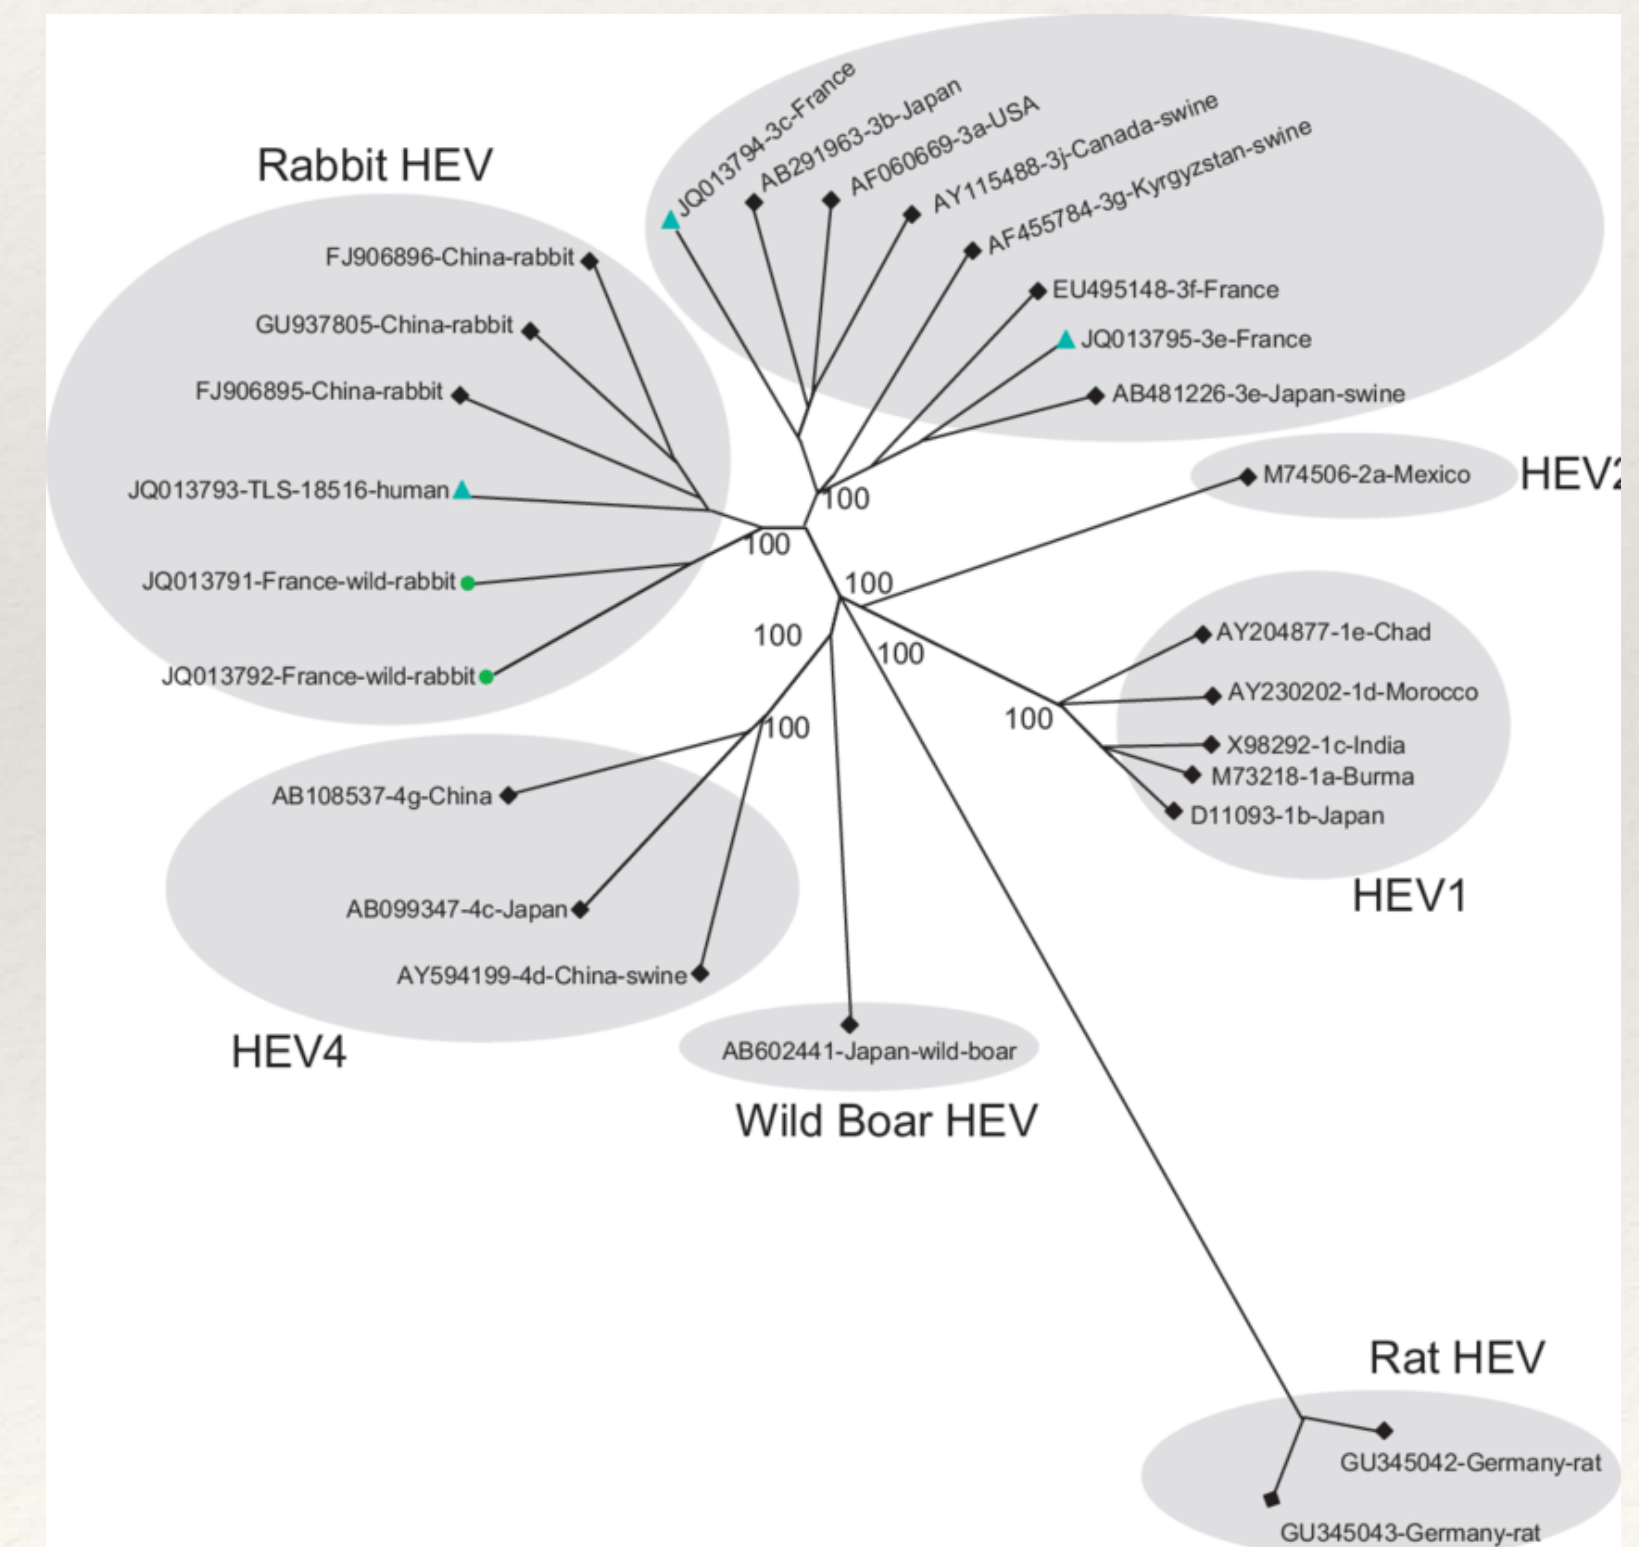 JQ013794-3c-France
AB291963-3b-Japan
AF060669-3a-USA
AY115488-3j-Canada-swine
AF455784-3g-Kyrgyzstan-swine
EU495148-3f-France
JQ013795-3e-France
AB481226-3e-Japan-swine
100
Rabbit HEV
FJ906896-China-rabbit
GU937805-China-rabbit
FJ906895-China-rabbit
JQ013793-TLS-18516-human
JQ013791-France-wild-rabbit
JQ013792-France-wild-rabbit
100
M74506-2a-Mexico
HEV2
100
100
100
AY204877-1e-Chad
AY230202-1d-Morocco
X98292-1c-India
M73218-1a-Burma
D11093-1b-Japan
100
HEV1
100
AB108537-4g-China
AB099347-4c-Japan
AY594199-4d-China-swine
HEV4
AB602441-Japan-wild-boar
Wild Boar HEV
Rat HEV
GU345042-Germany-rat
GU345043-Germany-rat